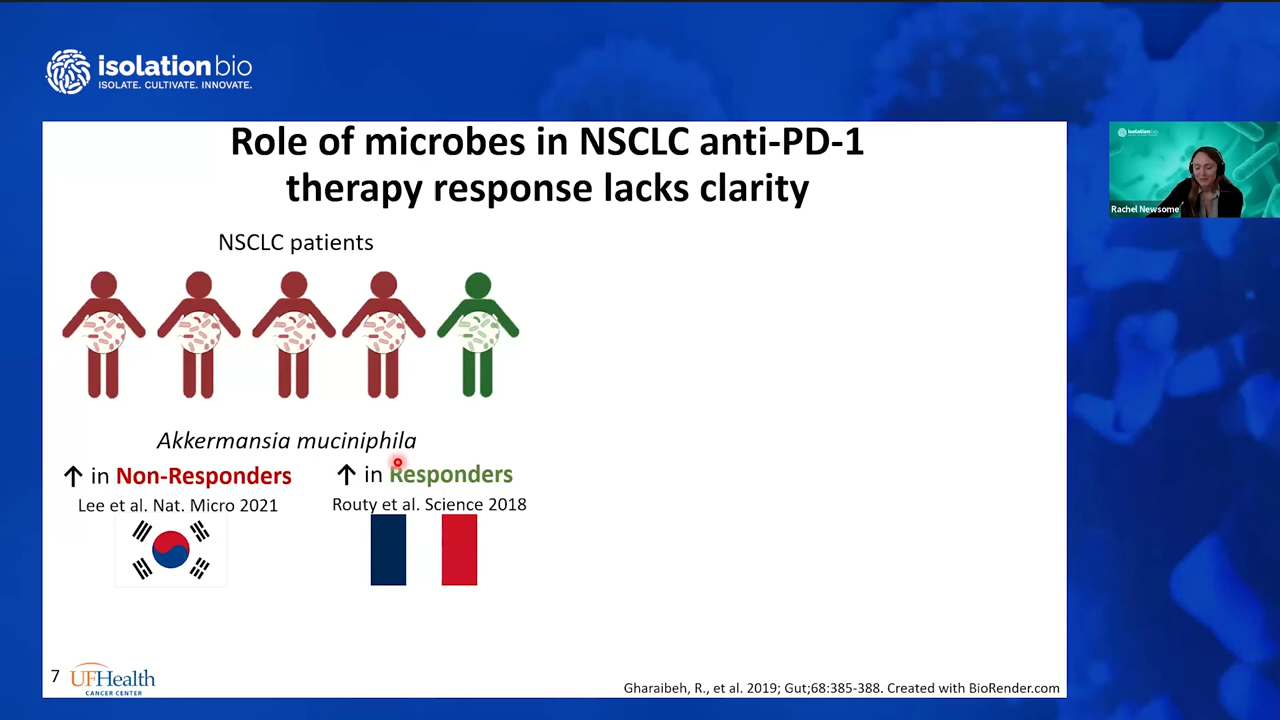 isolation bio
ISOLATE. CULTIVATE. INNOVATE.
Role of microbes in NSCLC anti-PD-1
therapy response lacks clarity
isolationbio
Rachel Newsome
NSCLC patients
Akkermansia muciniphila
↑ in Non-Responders
↑ in Responders
Lee et al. Nat. Micro 2021
Routy et al. Science 2018
7
UFHealth
CANCER CENTER
Gharaibeh, R., et al. 2019; Gut;68:385-388. Created with BioRender.com